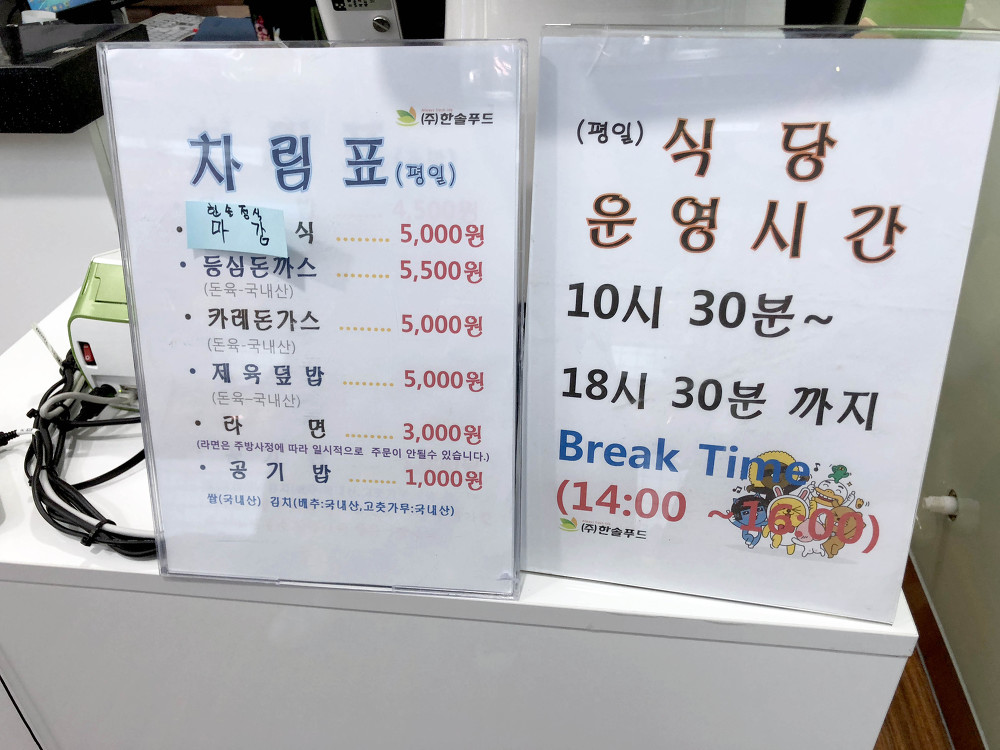 (주)한솔푸드
차림표(평일)
한솔정식
마감
식 ........ 5,000원
• 등심돈까스 ........ 5,500원
(돈육-국내산)
• 카레돈가스 ........ 5,000원
(돈육-국내산)
• 제육덮밥 ........ 5,000원
(돈육-국내산)
• 라면 ........ 3,000원
(라면은 주방사정에 따라 일시적으로 주문이 안될수 있습니다.)
• 공기밥 ........ 1,000원
쌀(국내산) 김치(배추:국내산,고춧가루:국내산)
(평일) 식당
운영시간
10시 30분~
18시 30분 까지
Break Time
(14:00 ~16:00)
(주)한솔푸드